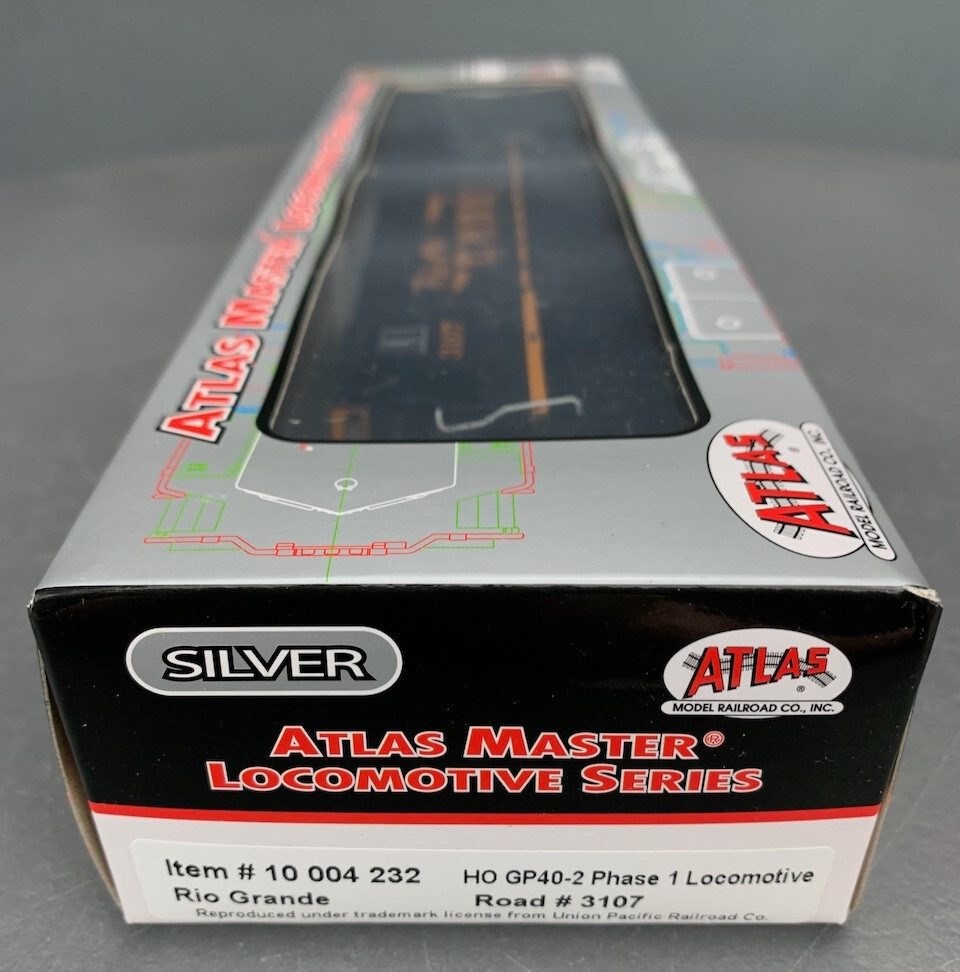 ATLAS MASTER
ATLAS®
MODEL RAILROAD CO., INC.
SILVER
ATLAS®
MODEL RAILROAD CO., INC.
ATLAS MASTER®
LOCOMOTIVE SERIES
Item # 10 004 232 HO GP40-2 Phase 1 Locomotive
Rio Grande Road # 3107
Reproduced under trademark license from Union Pacific Railroad Co.